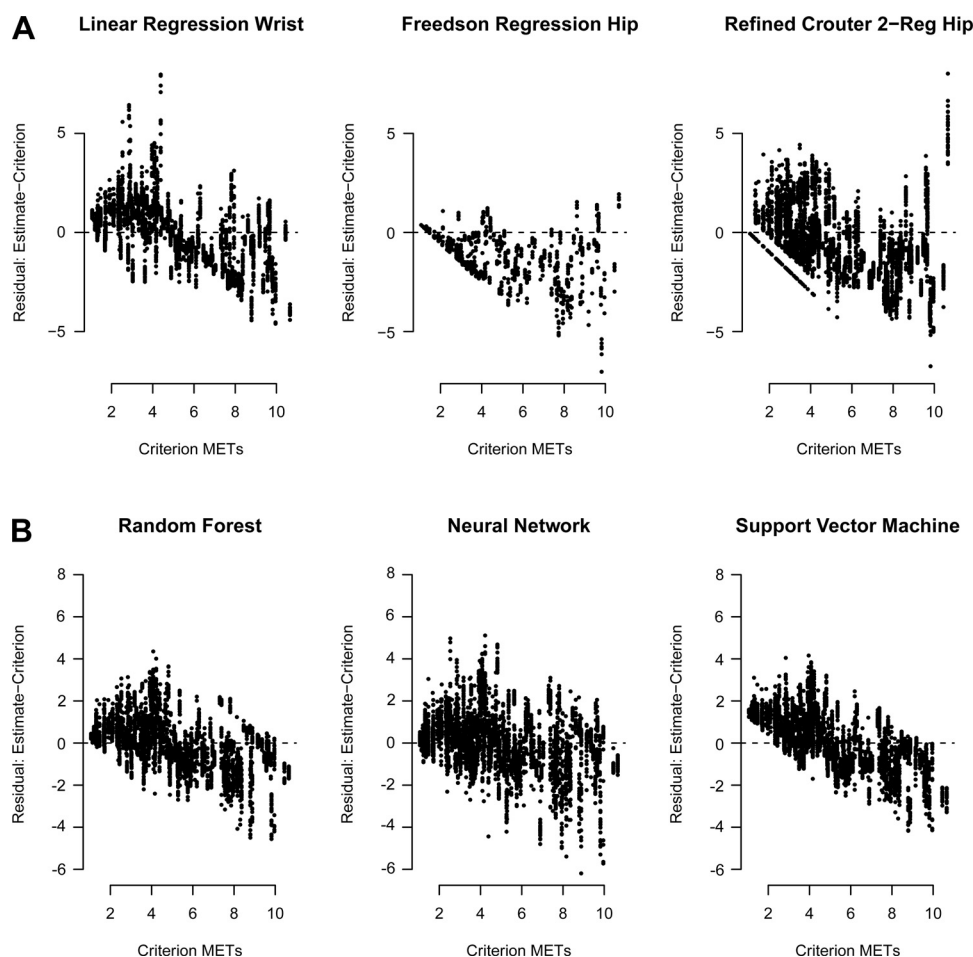 A
Linear Regression Wrist
Freedson Regression Hip
Refined Crouter 2−Reg Hip
Residual: Estimate−Criterion
5
0
−5
2 4 6 8 10
Criterion METs
Residual: Estimate−Criterion
5
0
−5
2 4 6 8 10
Criterion METs
Residual: Estimate−Criterion
5
0
−5
2 4 6 8 10
Criterion METs
B
Random Forest
Neural Network
Support Vector Machine
Residual: Estimate−Criterion
8
6
4
2
0
-2
-4
-6
2 4 6 8 10
Criterion METs
Residual: Estimate−Criterion
8
6
4
2
0
-2
-4
-6
2 4 6 8 10
Criterion METs
Residual: Estimate−Criterion
8
6
4
2
0
-2
-4
-6
2 4 6 8 10
Criterion METs